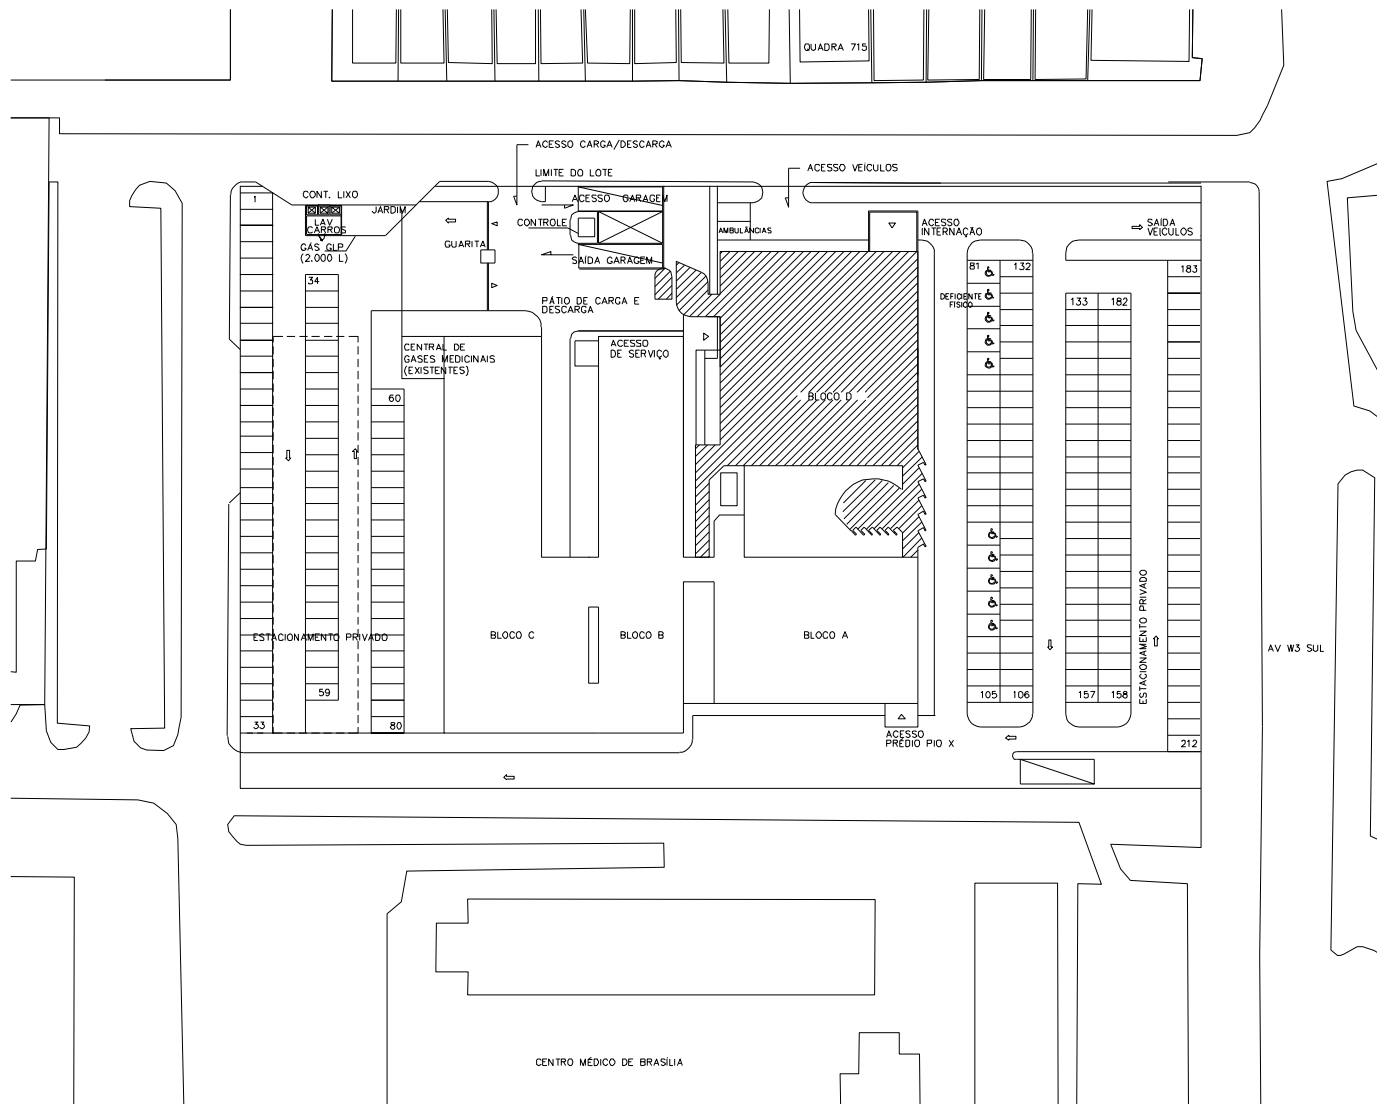 QUADRA 715
ACESSO CARGA/DESCARGA
LIMITE DO LOTE
ACESSO VEÍCULOS
CONT. LIXO
1
ACESSO GARAGEM
JARDIM
LAV
CARROS
CONTROLE
AMBULÂNCIAS
ACESSO
INTERNAÇÃO
SAÍDA
VEÍCULOS
GUARITA
GÁS GLP
(2.000 L)
SAÍDA GARAGEM
81
132
183
34
DEFICIENTE
FÍSICO
133
182
PÁTIO DE CARGA E
DESCARGA
CENTRAL DE
GASES MEDICINAIS
(EXISTENTES)
ACESSO
DE SERVIÇO
60
BLOCO D
ESTACIONAMENTO PRIVADO
ESTACIONAMENTO PRIVADO
BLOCO C
BLOCO B
BLOCO A
AV W3 SUL
59
105
106
157
158
33
80
ACESSO
PRÉDIO PIO X
212
CENTRO MÉDICO DE BRASÍLIA